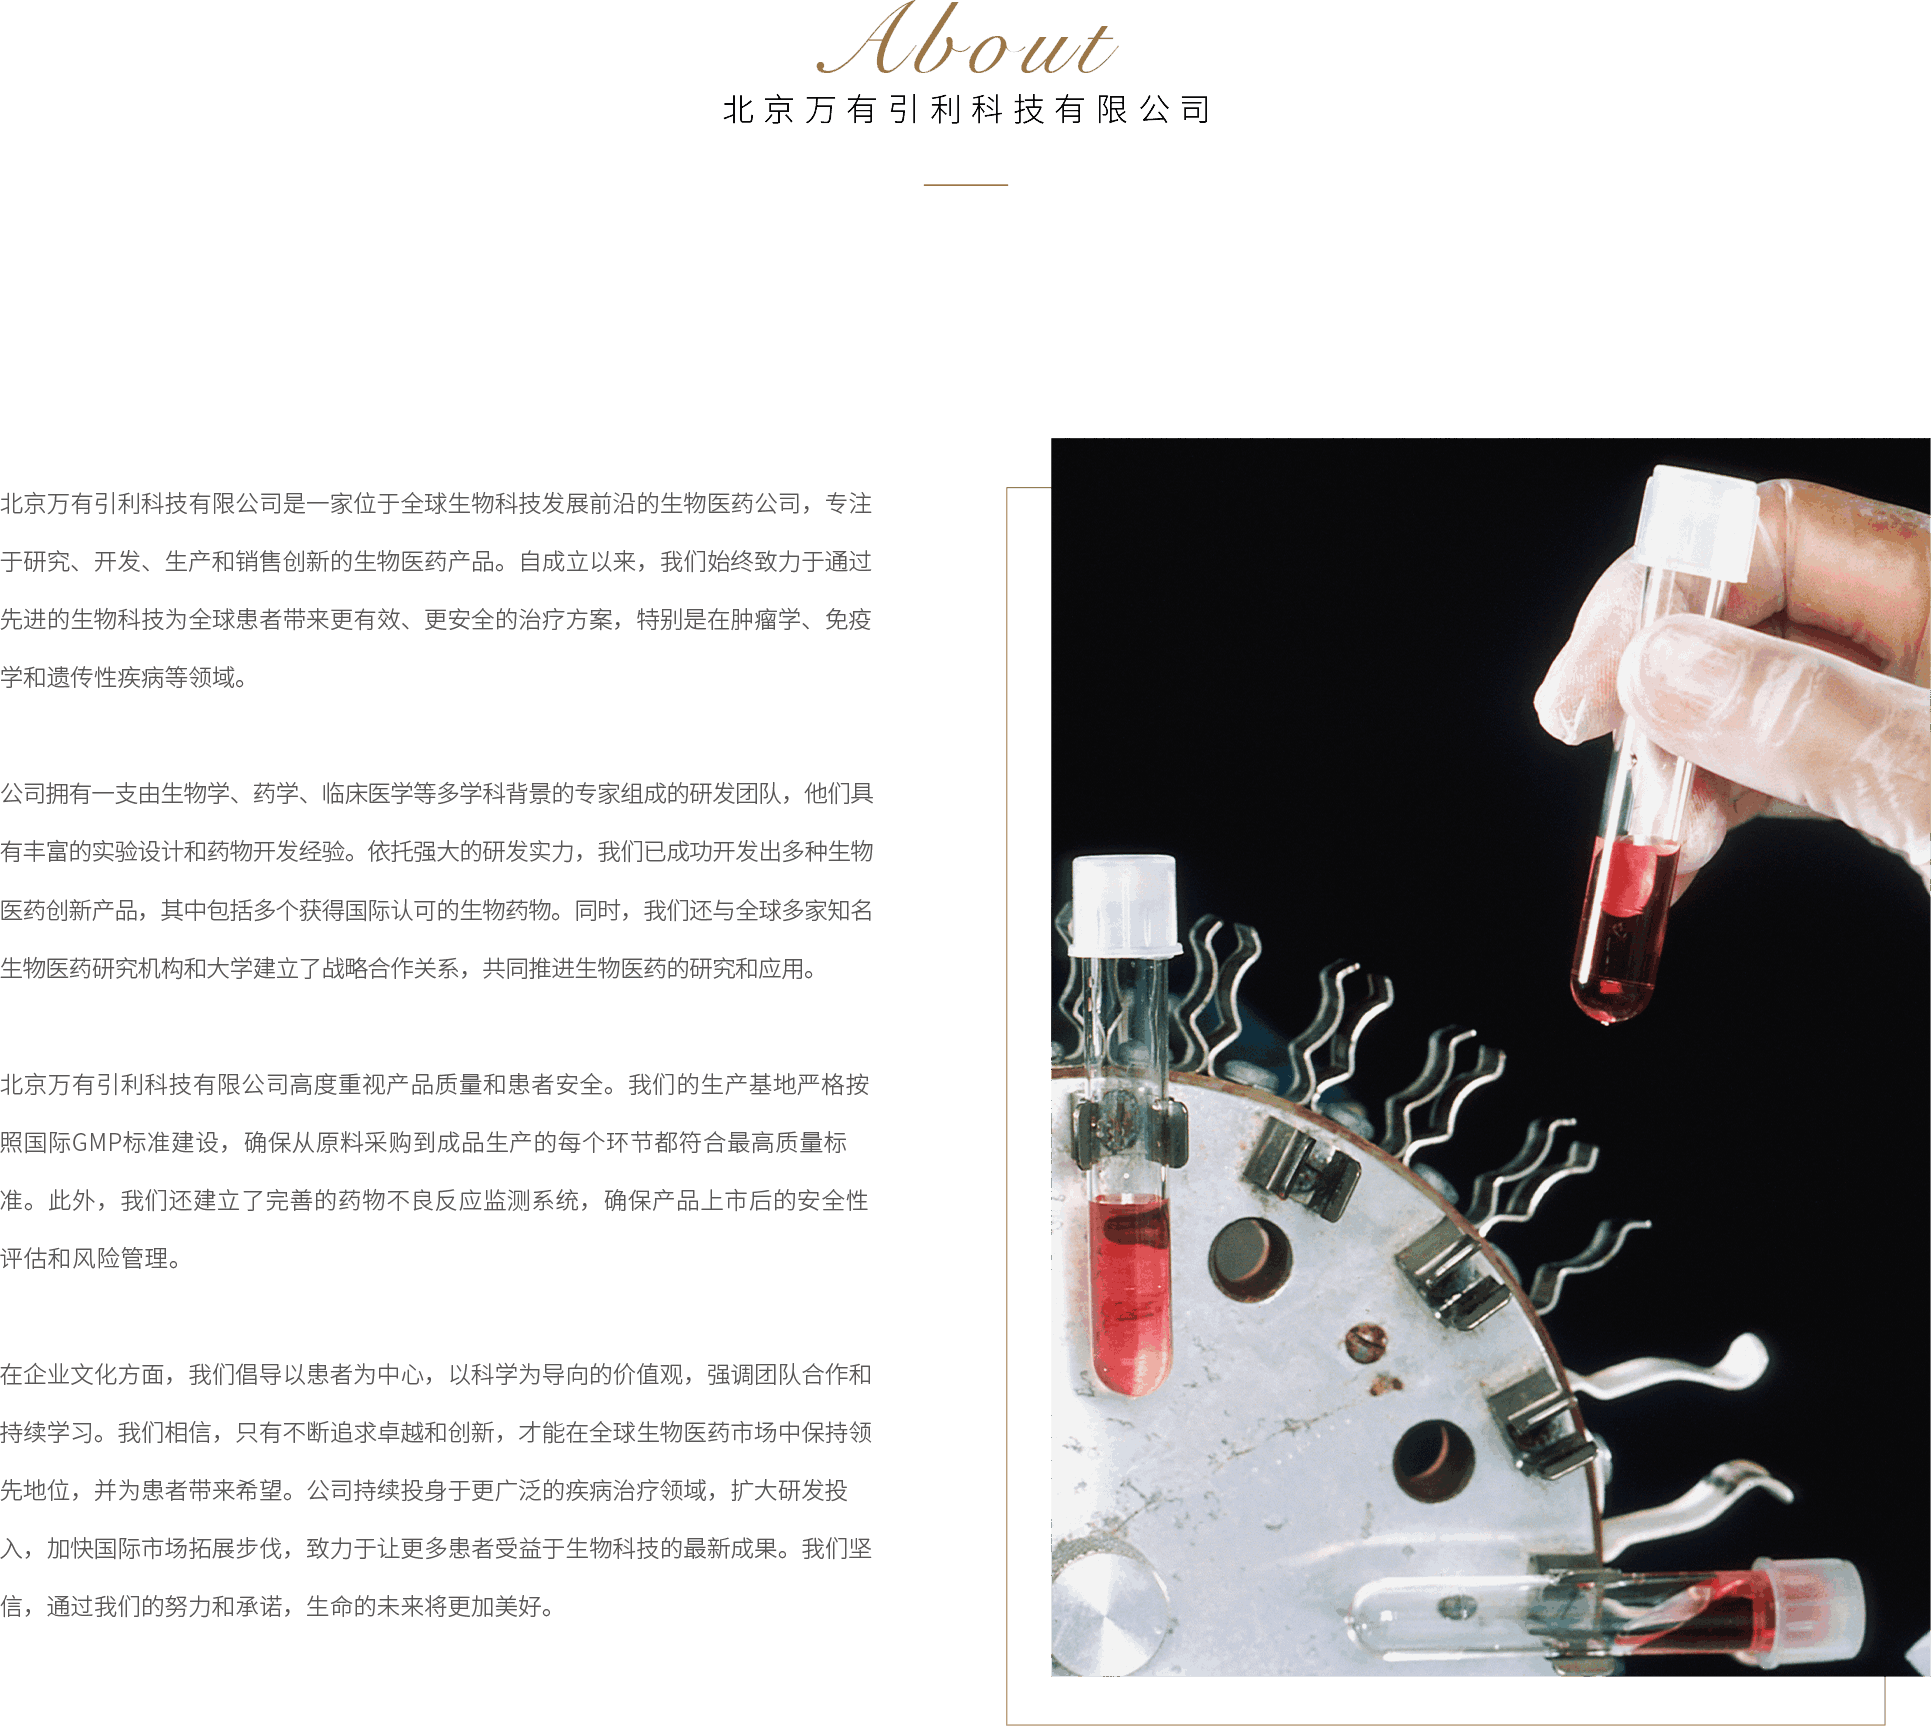 About
北京万有引利科技有限公司
北京万有引利科技有限公司是一家位于全球生物科技发展前沿的生物医药公司，专注
于研究、开发、生产和销售创新的生物医药产品。自成立以来，我们始终致力于通过
先进的生物科技为全球患者带来更有效、更安全的治疗方案，特别是在肿瘤学、免疫
学和遗传性疾病等领域。
公司拥有一支由生物学、药学、临床医学等多学科背景的专家组成的研发团队，他们具
有丰富的实验设计和药物开发经验。依托强大的研发实力，我们已成功开发出多种生物
医药创新产品，其中包括多个获得国际认可的生物药物。同时，我们还与全球多家知名
生物医药研究机构和大学建立了战略合作关系，共同推进生物医药的研究和应用。
北京万有引利科技有限公司高度重视产品质量和患者安全。我们的生产基地严格按
照国际GMP标准建设，确保从原料采购到成品生产的每个环节都符合最高质量标
准。此外，我们还建立了完善的药物不良反应监测系统，确保产品上市后的安全性
评估和风险管理。
在企业文化方面，我们倡导以患者为中心，以科学为导向的价值观，强调团队合作和
持续学习。我们相信，只有不断追求卓越和创新，才能在全球生物医药市场中保持领
先地位，并为患者带来希望。公司持续投身于更广泛的疾病治疗领域，扩大研发投
入，加快国际市场拓展步伐，致力于让更多患者受益于生物科技的最新成果。我们坚
信，通过我们的努力和承诺，生命的未来将更加美好。